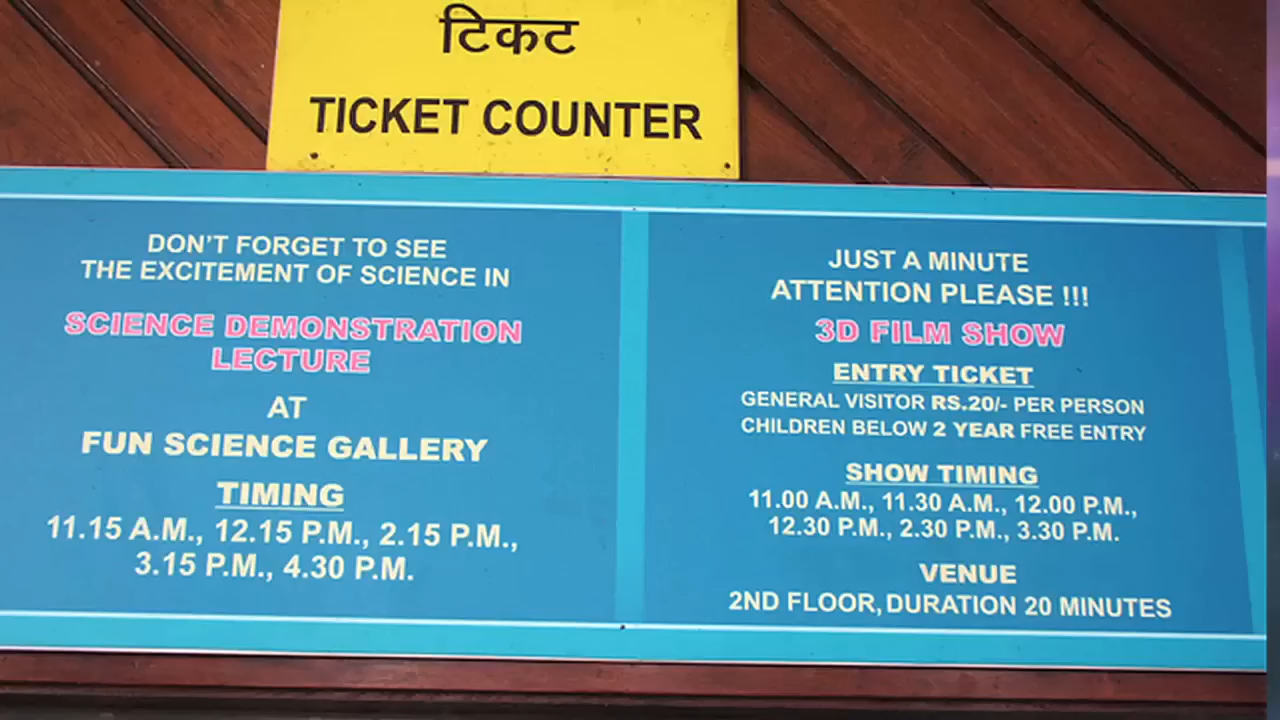 टिकट
TICKET COUNTER
DON'T FORGET TO SEE
THE EXCITEMENT OF SCIENCE IN
SCIENCE DEMONSTRATION
LECTURE
AT
FUN SCIENCE GALLERY
TIMING
11.15 A.M., 12.15 P.M., 2.15 P.M.,
3.15 P.M., 4.30 P.M.
JUST A MINUTE
ATTENTION PLEASE !!!
3D FILM SHOW
ENTRY TICKET
GENERAL VISITOR RS.20/- PER PERSON
CHILDREN BELOW 2 YEAR FREE ENTRY
SHOW TIMING
11.00 A.M., 11.30 A.M., 12.00 P.M.,
12.30 P.M., 2.30 P.M., 3.30 P.M.
VENUE
2ND FLOOR, DURATION 20 MINUTES